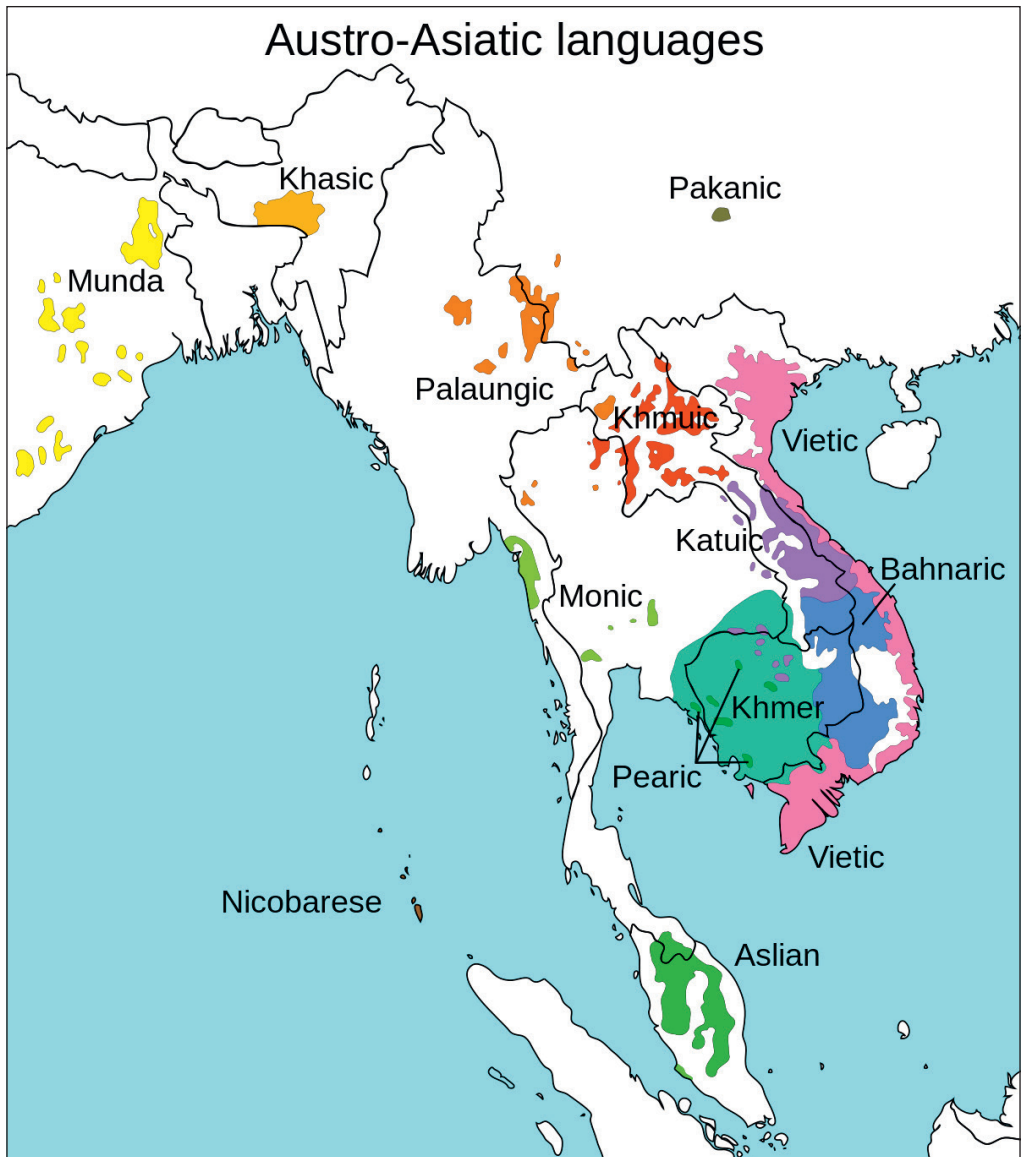 Austro-Asiatic languages
Khasic
Pakanic
Munda
Palaungic
Khmuic
Vietic
Katuic
Bahnaric
Monic
Khmer
Pearic
Vietic
Nicobarese
Aslian